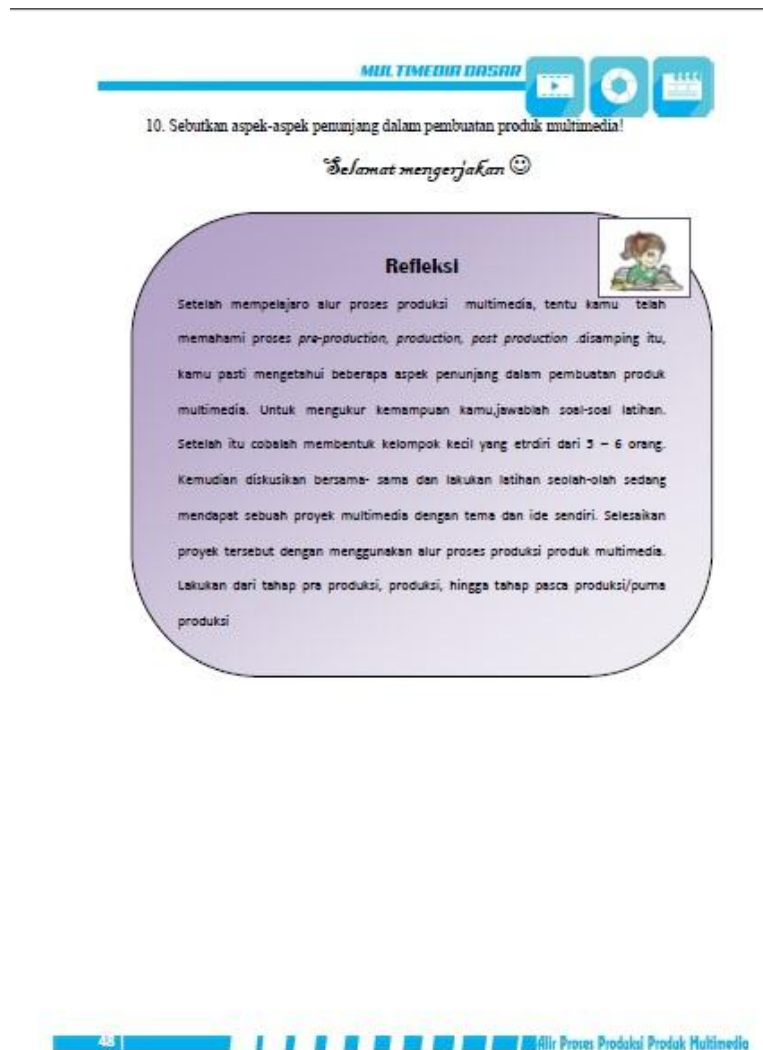 MULTIMEDIA DASAR
10. Sebutkan aspek-aspek penunjang dalam pembuatan produk multimedia!
Selamat mengerjakan ☺
Refleksi
Setelah mempelajaro alur proses produksi multimedia, tentu kamu telah
memahami proses pre-production, production, post production .disamping itu,
kamu pasti mengetahui beberapa aspek penunjang dalam pembuatan produk
multimedia. Untuk mengukur kemampuan kamu,jawablah soal-soal latihan.
Setelah itu cobalah membentuk kelompok kecil yang etrdiri dari 5 – 6 orang.
Kemudian diskusikan bersama- sama dan lakukan latihan seolah-olah sedang
mendapat sebuah proyek multimedia dengan tema dan ide sendiri. Selesaikan
proyek tersebut dengan menggunakan alur proses produksi produk multimedia.
Lakukan dari tahap pra produksi, produksi, hingga tahap pasca produksi/purna
produksi
48
Alir Proses Produksi Produk Multimedia